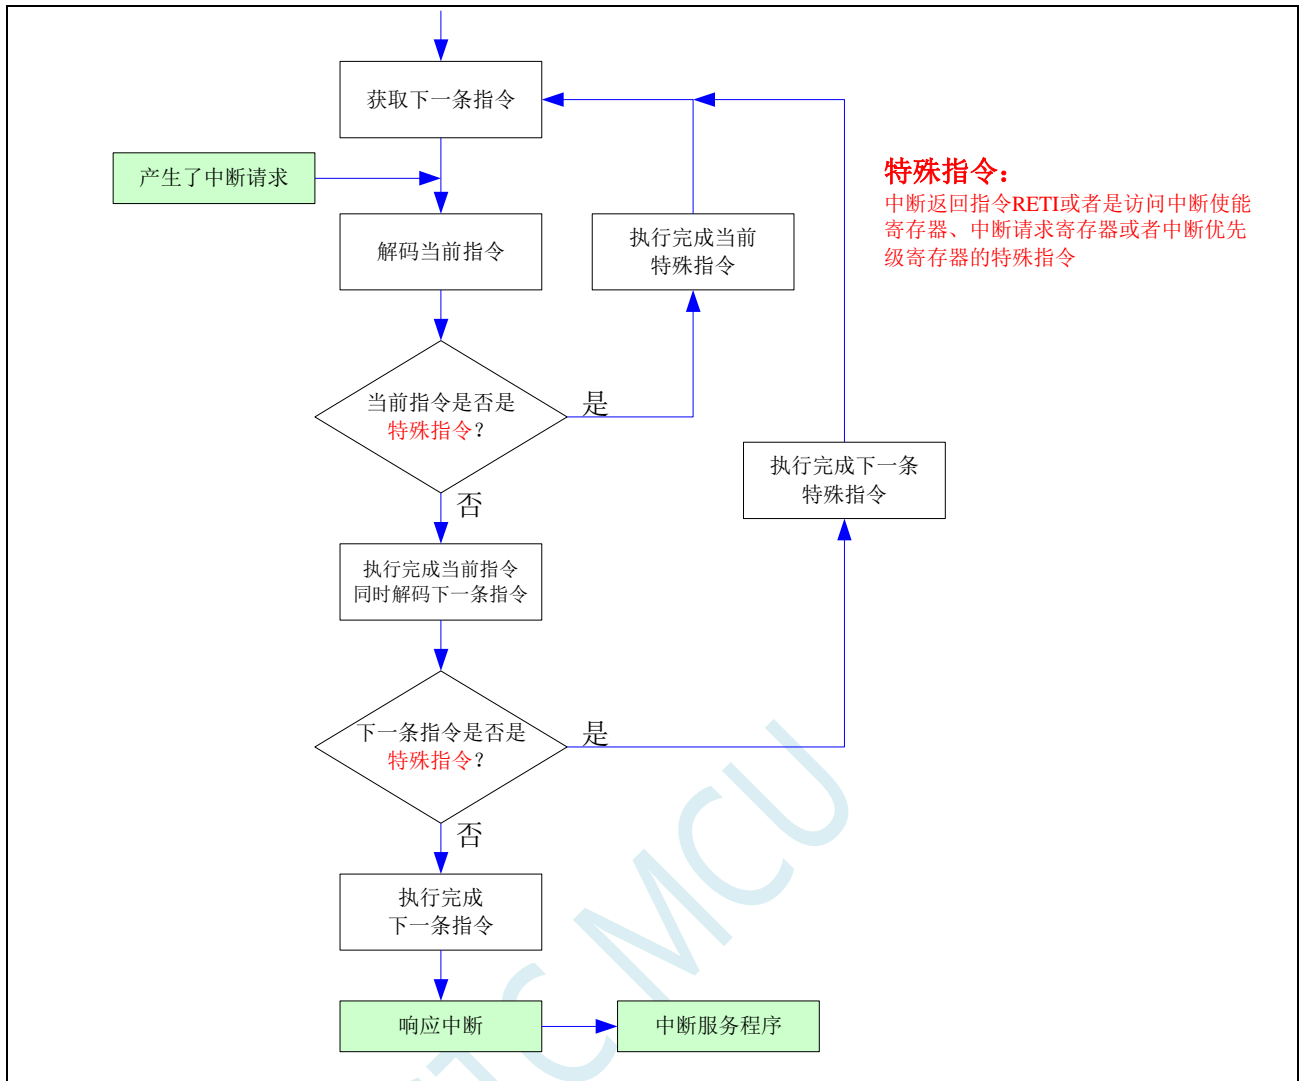 获取下一条指令
产生了中断请求
特殊指令：
中断返回指令RETI或者是访问中断使能
寄存器、中断请求寄存器或者中断优先
级寄存器的特殊指令
解码当前指令
执行完成当前
特殊指令
当前指令是否是
特殊指令？
是
否
执行完成下一条
特殊指令
执行完成当前指令
同时解码下一条指令
下一条指令是否是
特殊指令？
是
否
执行完成
下一条指令
响应中断
中断服务程序
TC MCU